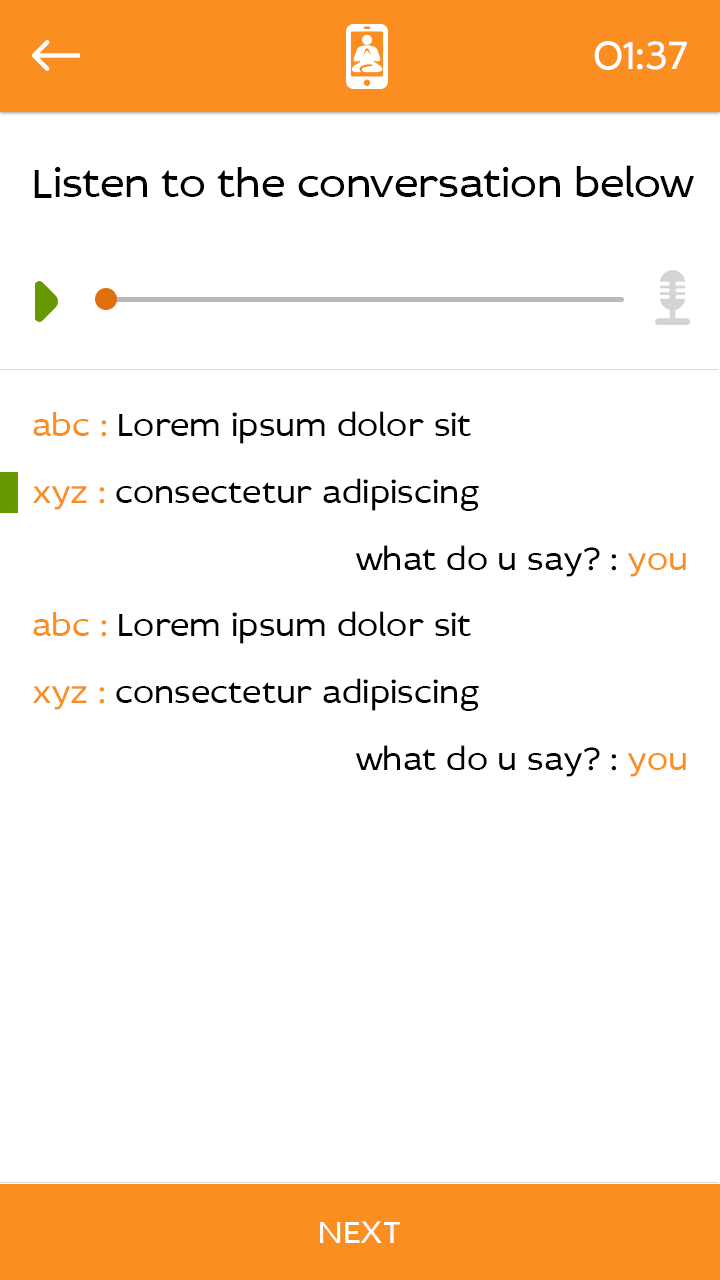 01:37
Listen to the conversation below
abc : Lorem ipsum dolor sit
xyz : consectetur adipiscing
what do u say? : you
abc : Lorem ipsum dolor sit
xyz : consectetur adipiscing
what do u say? : you
NEXT